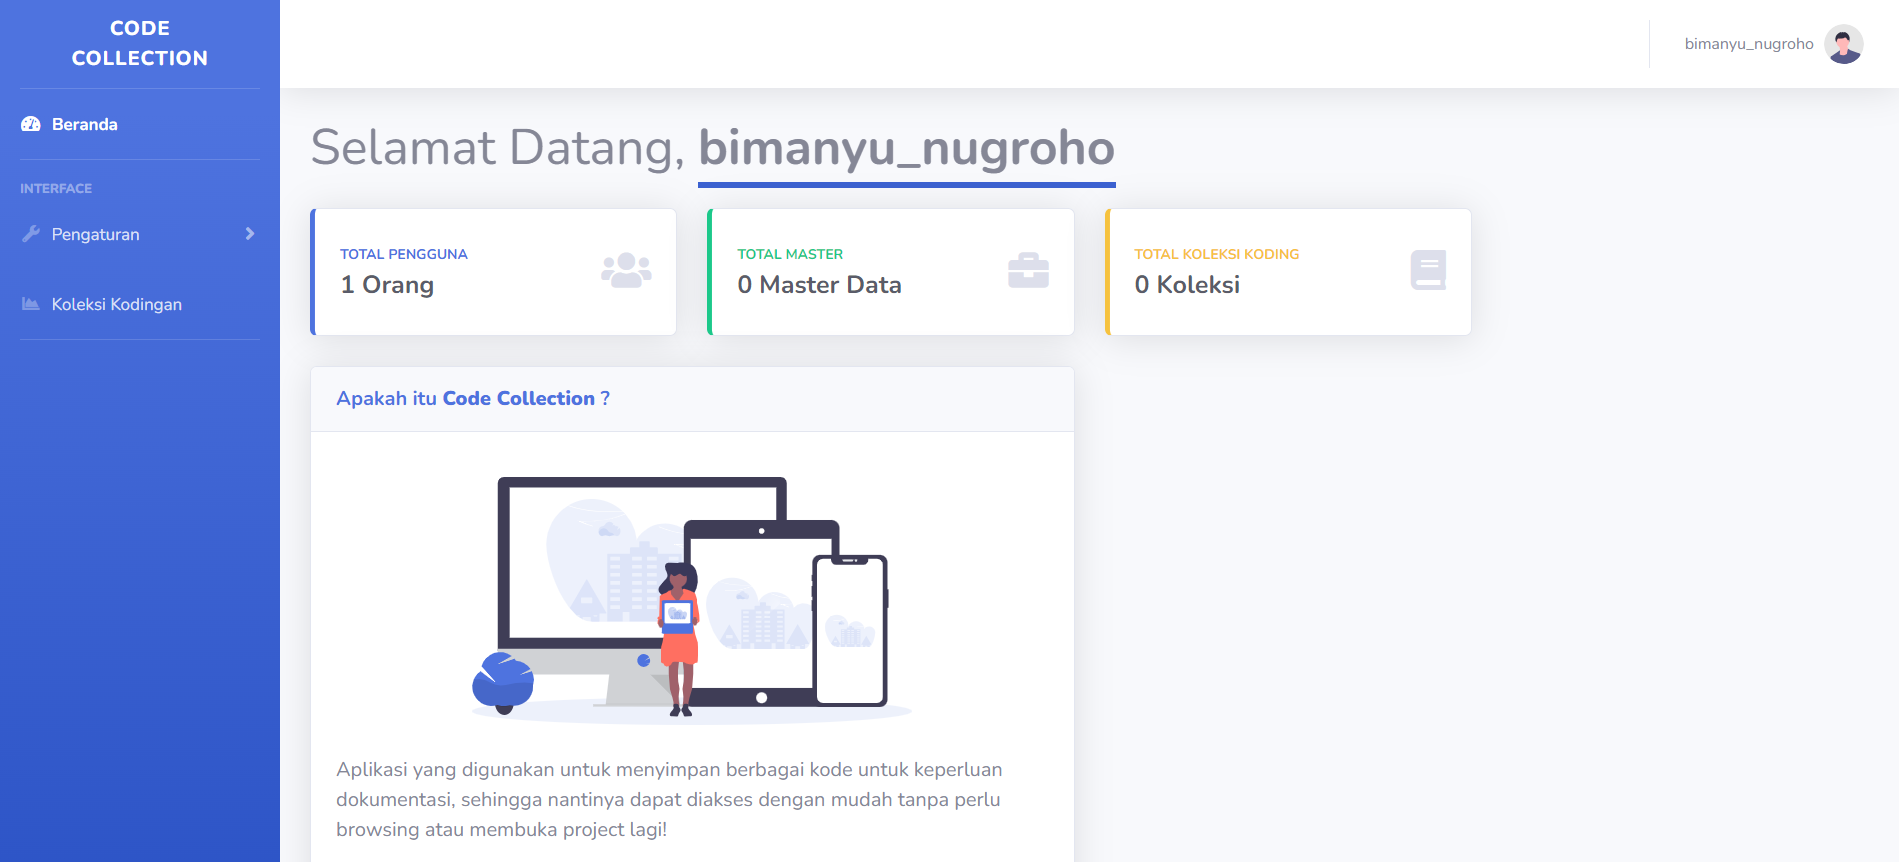 CODE
COLLECTION
Beranda
INTERFACE
Pengaturan
Koleksi Kodingan
bimanyu_nugroho
Selamat Datang, bimanyu_nugroho
TOTAL PENGGUNA
1 Orang
TOTAL MASTER
0 Master Data
TOTAL KOLEKSI KODING
0 Koleksi
Apakah itu Code Collection ?
Aplikasi yang digunakan untuk menyimpan berbagai kode untuk keperluan
dokumentasi, sehingga nantinya dapat diakses dengan mudah tanpa perlu
browsing atau membuka project lagi!